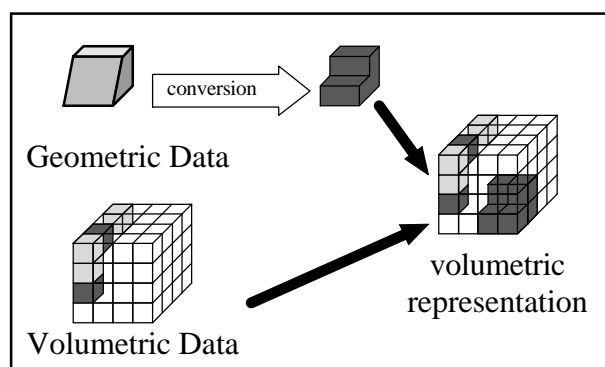 conversion
Geometric Data
volumetric
representation
Volumetric Data